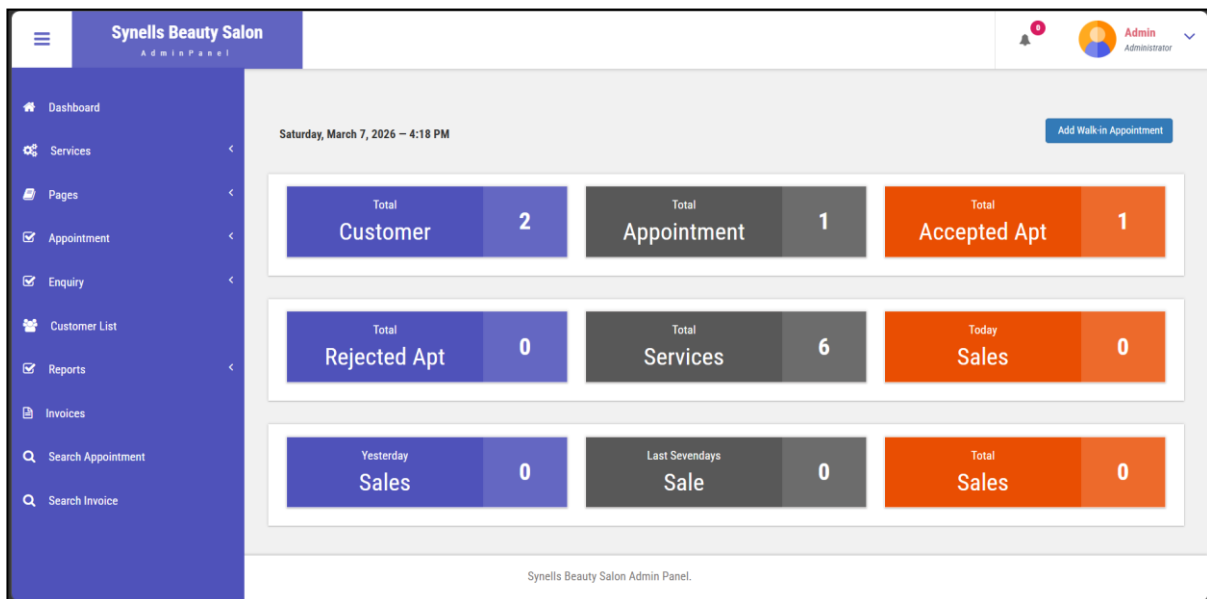 Synells Beauty Salon
AdminPanel
0
Admin
Administrator
Dashboard
Services
Pages
Appointment
Enquiry
Customer List
Reports
Invoices
Search Appointment
Search Invoice
Saturday, March 7, 2026 — 4:18 PM
Add Walk-in Appointment
Total
Customer
2
Total
Appointment
1
Total
Accepted Apt
1
Total
Rejected Apt
0
Total
Services
6
Today
Sales
0
Yesterday
Sales
0
Last Sevendays
Sale
0
Total
Sales
0
Synells Beauty Salon Admin Panel.